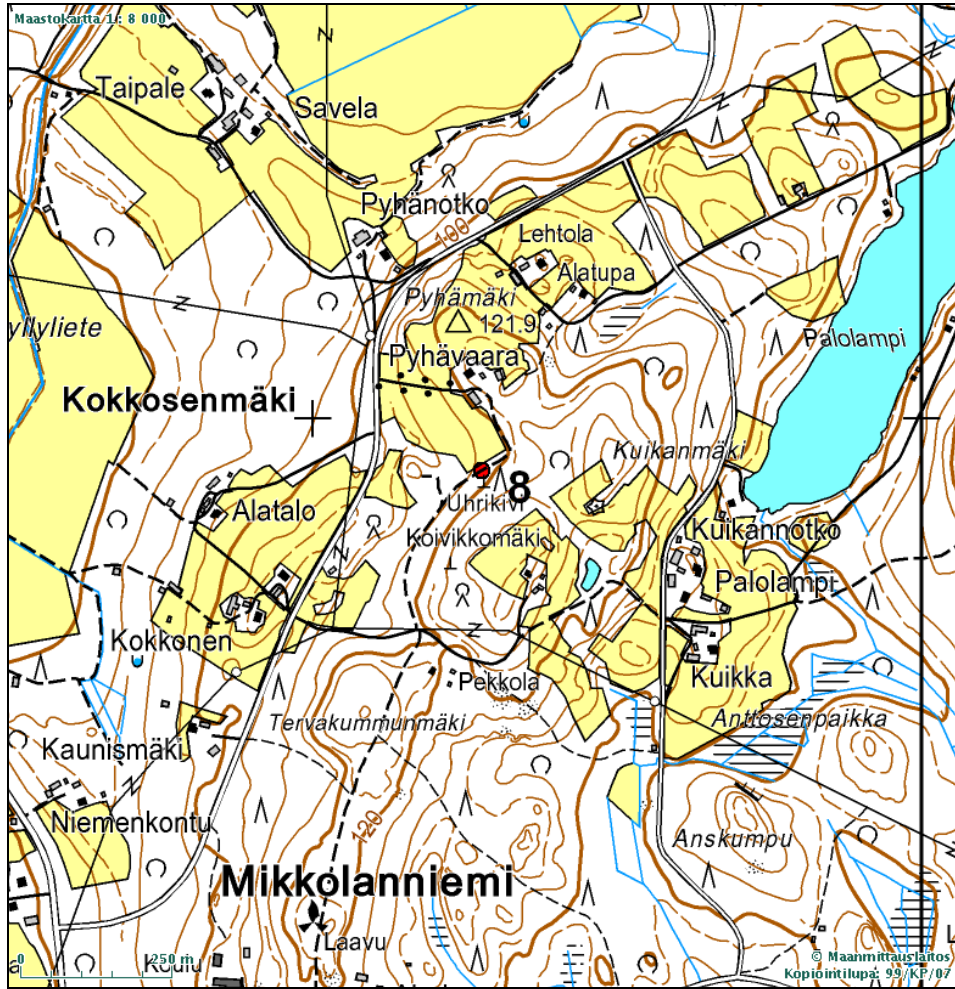 Maastokartta 1 : 8 000
Taipale
Savela
Pyhänotko
100
Lehtola
Alatupa
Pyhämäki
121.9
yllyliete
Pyhävaara
Palolampi
Kokkosenmäki
Kuikanmäki
8
Uhrikivi
Alatalo
Koivikkomäki
Kuikannotko
Palolampi
Kokkonen
Pekkola
Kuikka
Tervakummunmäki
Anttosenpaikka
Kaunismäki
Niemenkontu
120
Anskumpu
Mikkolanniemi
Laavu
L
a
Koulu
0 250 m
© Maanmittauslaitos
Kopiointilupa: 99/KP/07